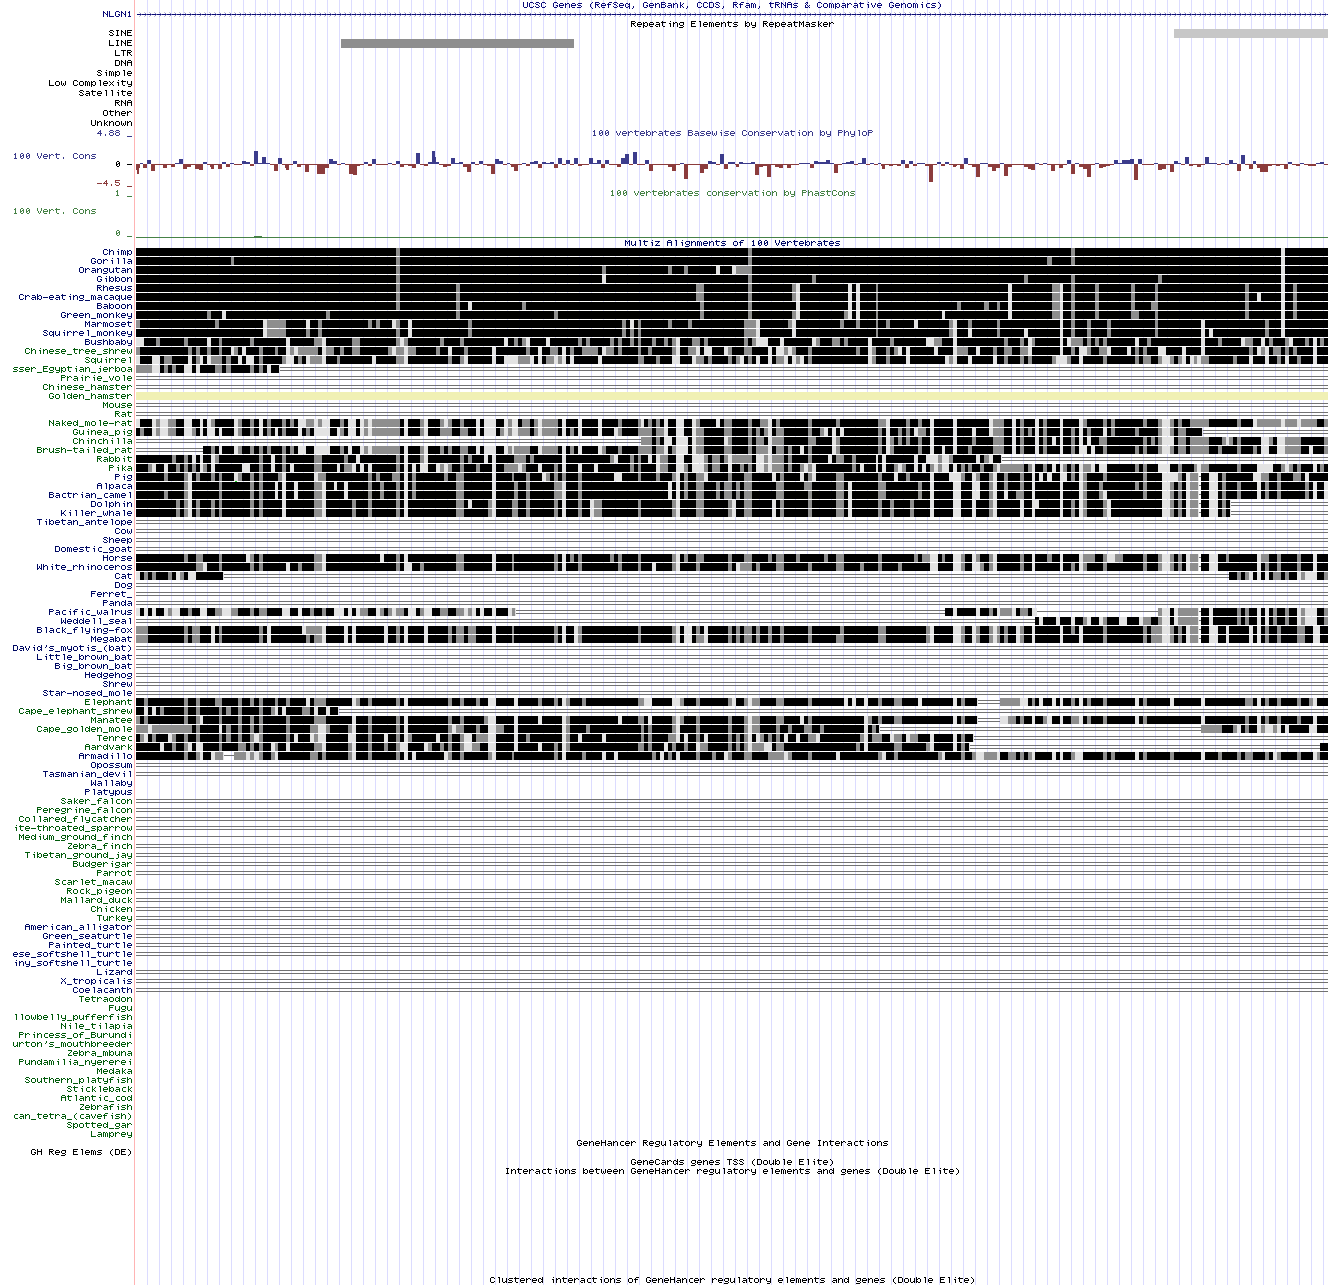 UCSC Genes (RefSeq, GenBank, CCDS, Rfam, tRNAs & Comparative Genomics)
NLGN1
Repeating Elements by RepeatMasker
SINE
LINE
LTR
DNA
Simple
Low Complexity
Satellite
RNA
Other
Unknown
4.88 _
100 vertebrates Basewise Conservation by PhyloP
100 Vert. Cons
0 _
-4.5 _
1 _
100 vertebrates conservation by PhastCons
100 Vert. Cons
0 _
Multiz Alignments of 100 Vertebrates
Chimp
Gorilla
Orangutan
Gibbon
Rhesus
Crab-eating_macaque
Baboon
Green_monkey
Marmoset
Squirrel_monkey
Bushbaby
Chinese_tree_shrew
Squirrel
sser_Egyptian_jerboa
Prairie_vole
Chinese_hamster
Golden_hamster
Mouse
Rat
Naked_mole-rat
Guinea_pig
Chinchilla
Brush-tailed_rat
Rabbit
Pika
Pig
Alpaca
Bactrian_camel
Dolphin
Killer_whale
Tibetan_antelope
Cow
Sheep
Domestic_goat
Horse
White_rhinoceros
Cat
Dog
Ferret_
Panda
Pacific_walrus
Weddell_seal
Black_flying-fox
Megabat
David's_myotis_(bat)
Little_brown_bat
Big_brown_bat
Hedgehog
Shrew
Star-nosed_mole
Elephant
Cape_elephant_shrew
Manatee
Cape_golden_mole
Tenrec
Aardvark
Armadillo
Opossum
Tasmanian_devil
Wallaby
Platypus
Saker_falcon
Peregrine_falcon
Collared_flycatcher
ite-throated_sparrow
Medium_ground_finch
Zebra_finch
Tibetan_ground_jay
Budgerigar
Parrot
Scarlet_macaw
Rock_pigeon
Mallard_duck
Chicken
Turkey
American_alligator
Green_seaturtle
Painted_turtle
ese_softshell_turtle
iny_softshell_turtle
Lizard
X_tropicalis
Coelacanth
Tetraodon
Fugu
llowbelly_pufferfish
Nile_tilapia
Princess_of_Burundi
urton's_mouthbreeder
Zebra_mbuna
Pundamilia_nyererei
Medaka
Southern_platyfish
Stickleback
Atlantic_cod
Zebrafish
can_tetra_(cavefish)
Spotted_gar
Lamprey
GeneHancer Regulatory Elements and Gene Interactions
GH Reg Elems (DE)
GeneCards genes TSS (Double Elite)
Interactions between GeneHancer regulatory elements and genes (Double Elite)
Clustered interactions of GeneHancer regulatory elements and genes (Double Elite)